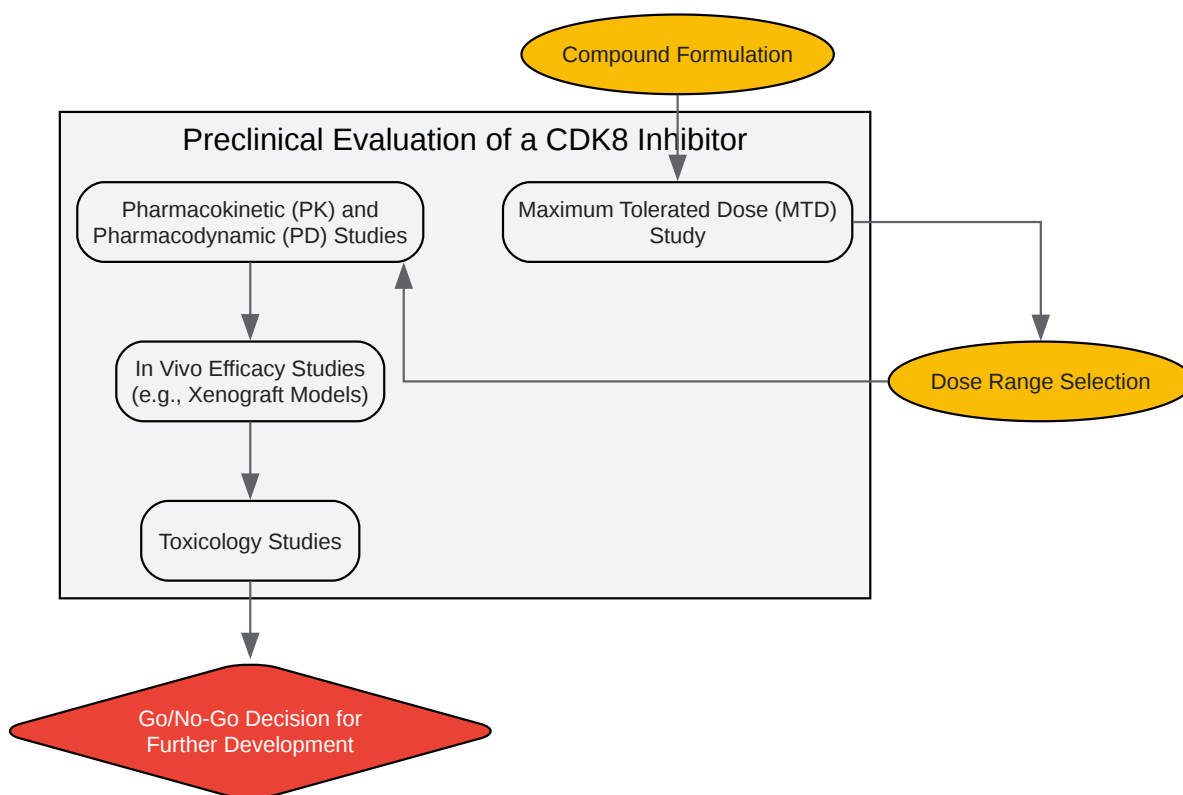 Compound Formulation
Preclinical Evaluation of a CDK8 Inhibitor
Pharmacokinetic (PK) and
Pharmacodynamic (PD) Studies
Maximum Tolerated Dose (MTD)
Study
In Vivo Efficacy Studies
(e.g., Xenograft Models)
Dose Range Selection
Toxicology Studies
Go/No-Go Decision for
Further Development